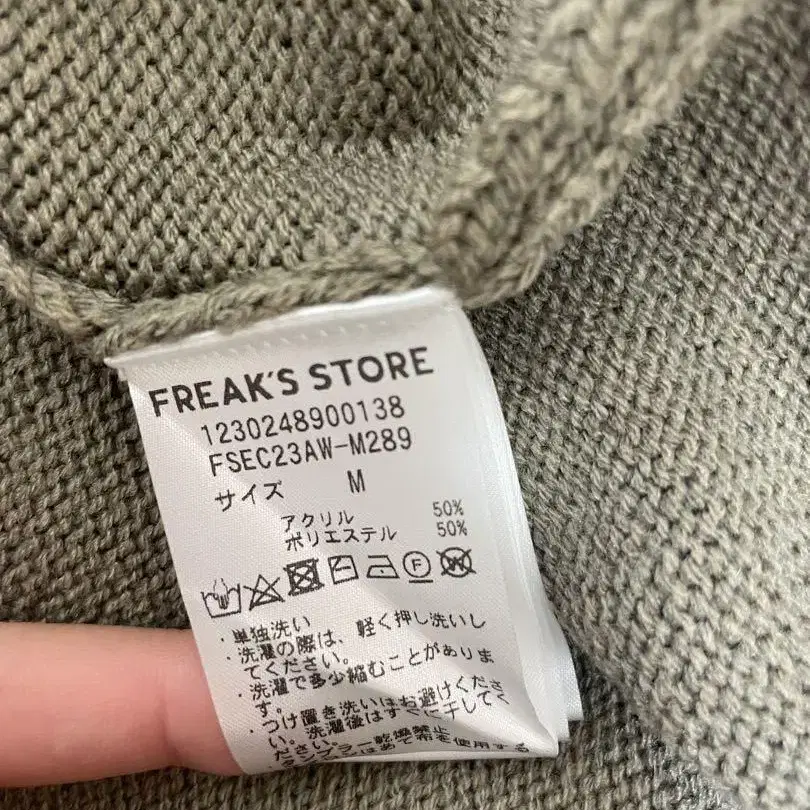 FREAK'S STORE
1230248900138
FSEC23AW-M289
サイズ M
アクリル 50%
ポリエステル 50%
F
W
・単独洗い
・洗濯の際は、軽く押し洗いし
てください。
・洗濯で多少縮むことがありま
す。
・つけ置き洗いはお避けくださ
い。洗濯後はすぐに干してく
ださい。